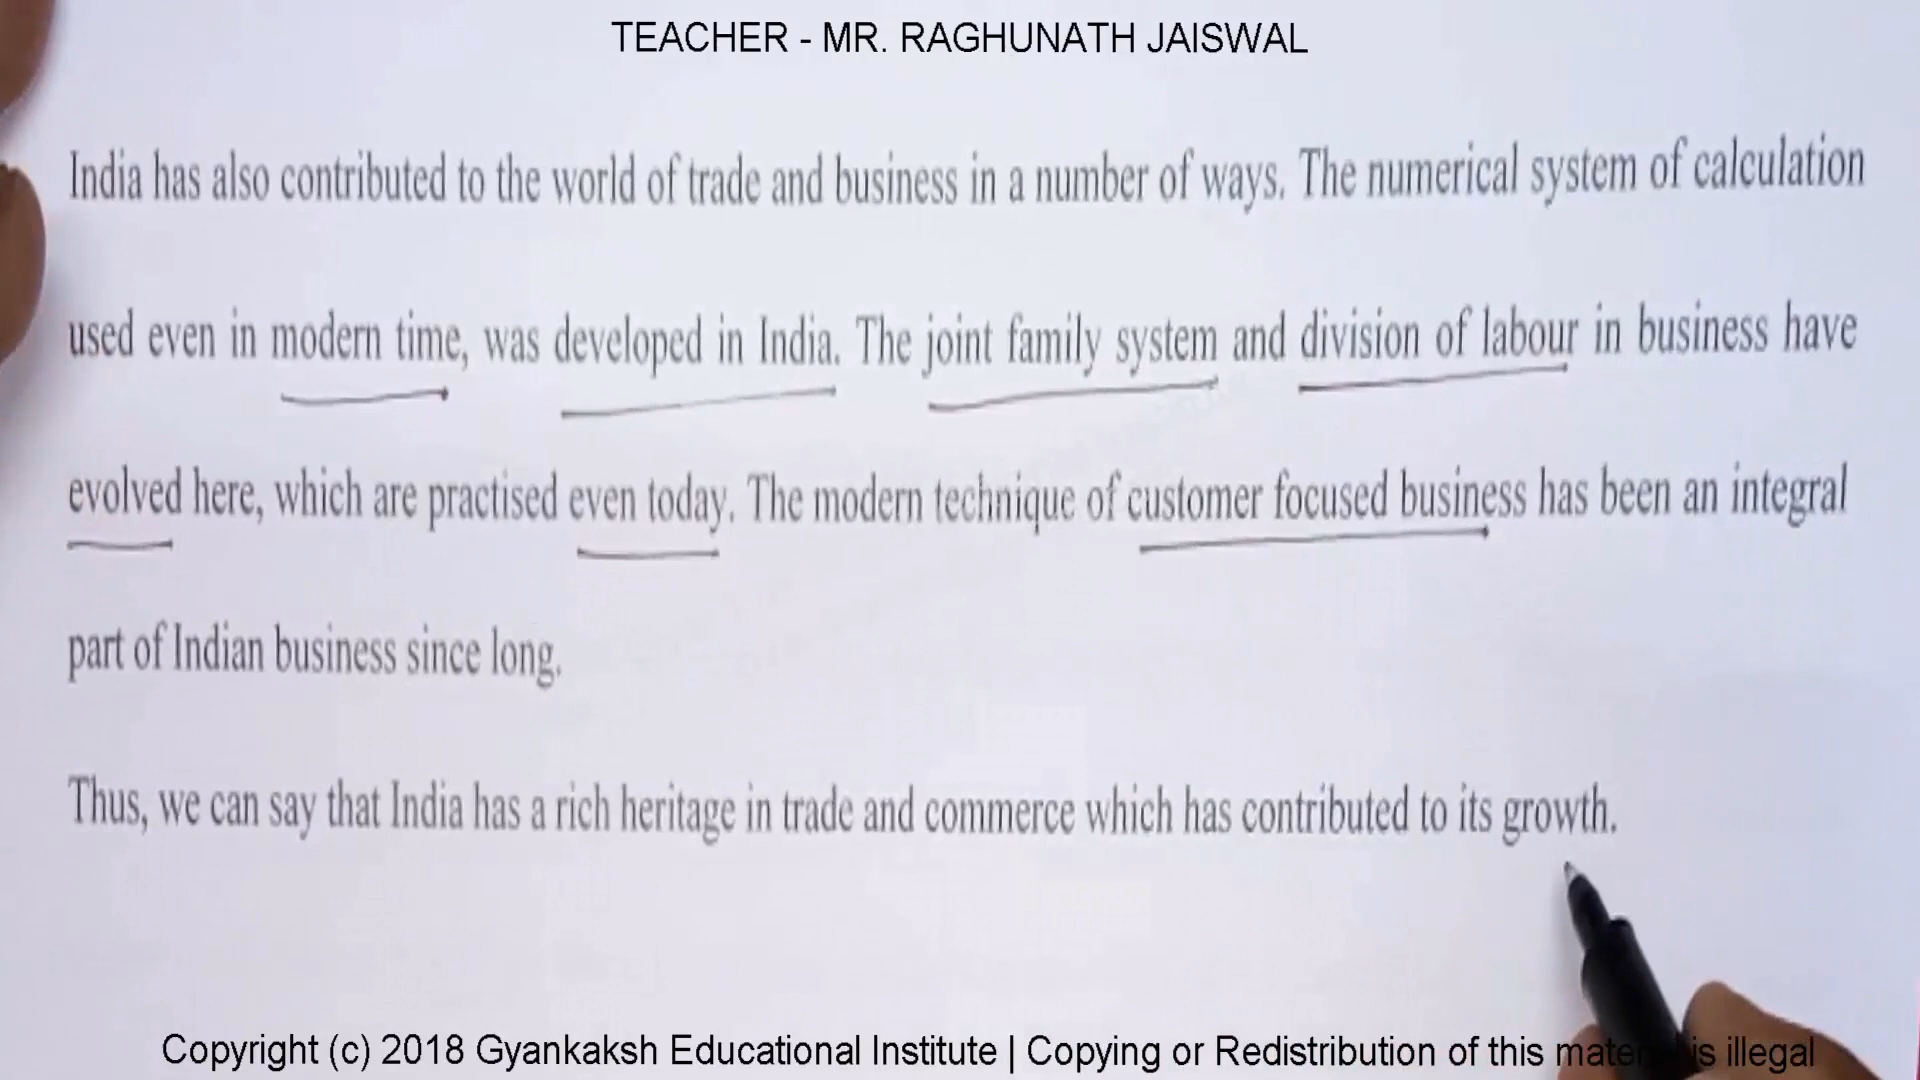 TEACHER - MR. RAGHUNATH JAISWAL
India has also contributed to the world of trade and business in a number of ways. The numerical system of calculation
used even in modern time, was developed in India. The joint family system and division of labour in business have
evolved here, which are practised even today. The modern technique of customer focused business has been an integral
part of Indian business since long.
Thus, we can say that India has a rich heritage in trade and commerce which has contributed to its growth.
Copyright (c) 2018 Gyankaksh Educational Institute | Copying or Redistribution of this material is illegal